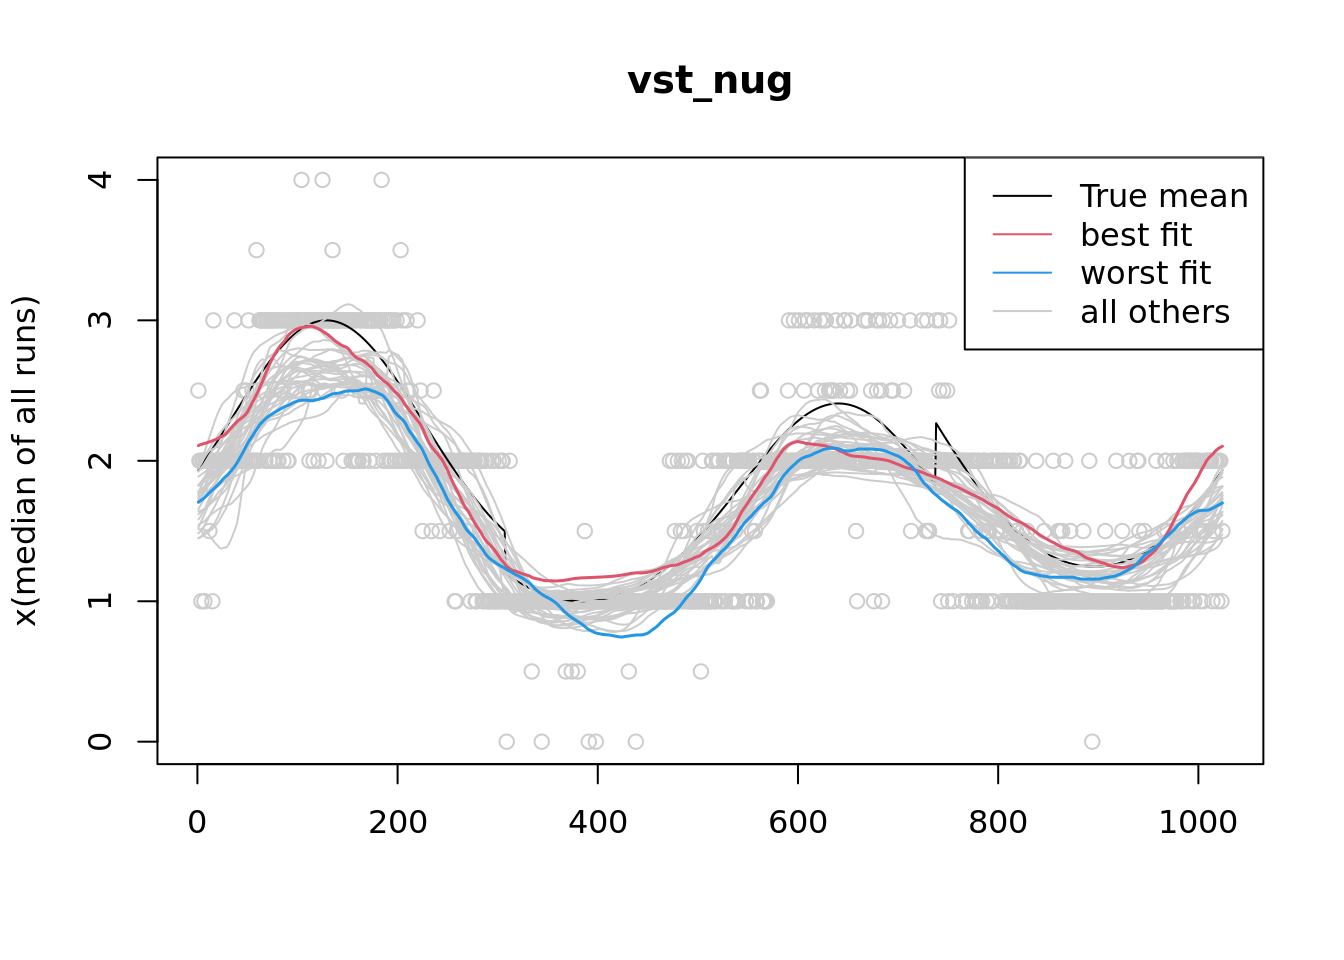 vst_nug
True mean
best fit
worst fit
all others
x(median of all runs)
4
3
2
1
0
0 200 400 600 800 1000